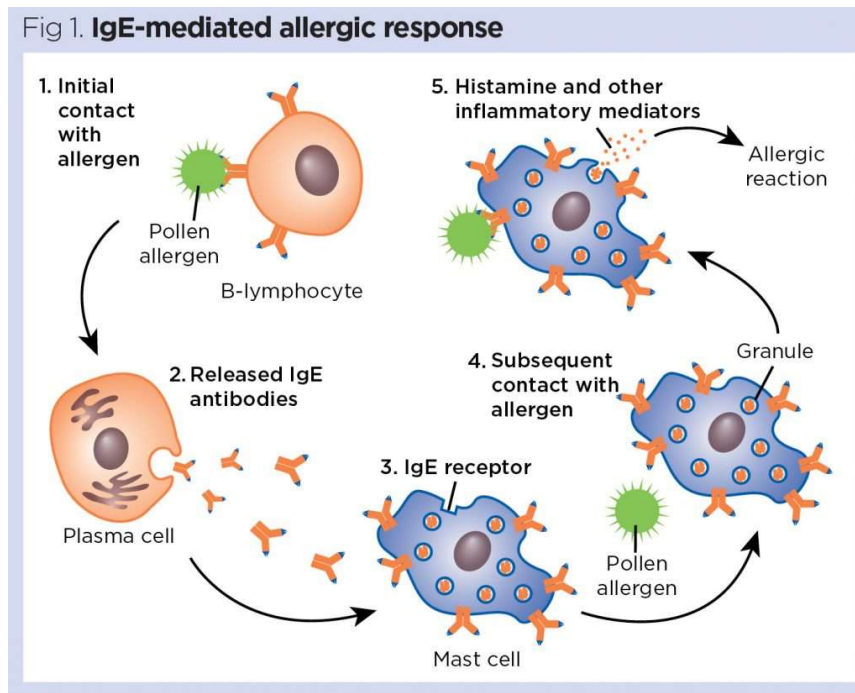 Fig 1. IgE-mediated allergic response
1. Initial
contact
with
allergen
Pollen
allergen
B-lymphocyte
2. Released IgE
antibodies
Plasma cell
3. IgE receptor
Mast cell
4. Subsequent
contact with
allergen
Pollen
allergen
Granule
5. Histamine and other
inflammatory mediators
Allergic
reaction